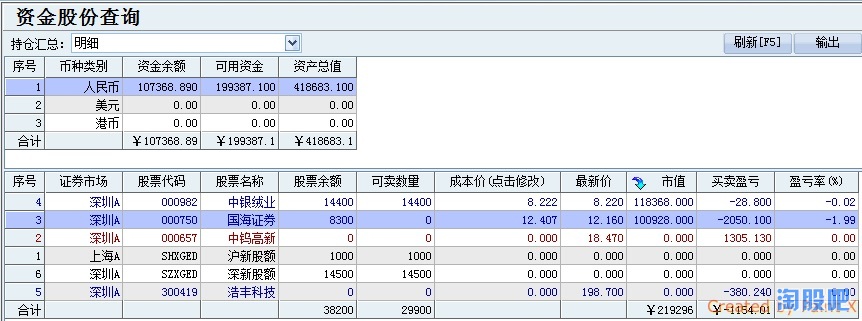 资金股份查询
持仓汇总: 明细 刷新[F5] 输出
序号 币种类别 资金余额 可用资金 资产总值
1 人民币 107368.890 199387.100 418683.100
2 美元 0.00 0.00 0.00
3 港币 0.00 0.00 0.00
合计 ¥107368.89 ¥199387.1 ¥418683.1
序号 证券市场 股票代码 股票名称 股票余额 可卖数量 成本价(点击修改) 最新价 市值 买卖盈亏 盈亏率(%)
4 深圳A 000982 中银绒业 14400 14400 8.222 8.220 118368.000 -28.800 -0.02
3 深圳A 000750 国海证券 8300 0 12.407 12.160 100928.000 -2050.100 -1.99
2 深圳A 000657 中钨高新 0 0 0.000 18.470 0.000 1305.130 0.00
1 上海A SHXGED 沪新股额 1000 1000 0.000 0.000 0.000 0.000 0.00
6 深圳A SZXGED 深新股额 14500 14500 0.000 0.000 0.000 0.000 0.00
5 深圳A 300419 浩丰科技 0 0 0.000 198.700 0.000 -380.240 0.00
合计 38200 29900 ¥219296 ¥-1154.01
淘股吧